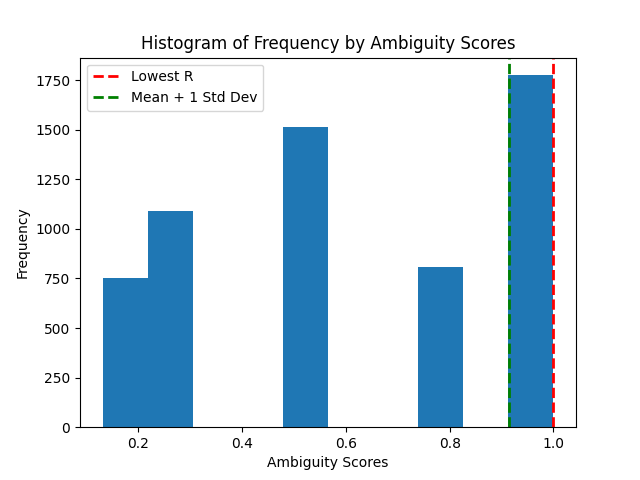 Histogram of Frequency by Ambiguity Scores
Lowest R
Mean + 1 Std Dev
1750
1500
1250
1000
750
500
250
0
Frequency
0.2 0.4 0.6 0.8 1.0
Ambiguity Scores